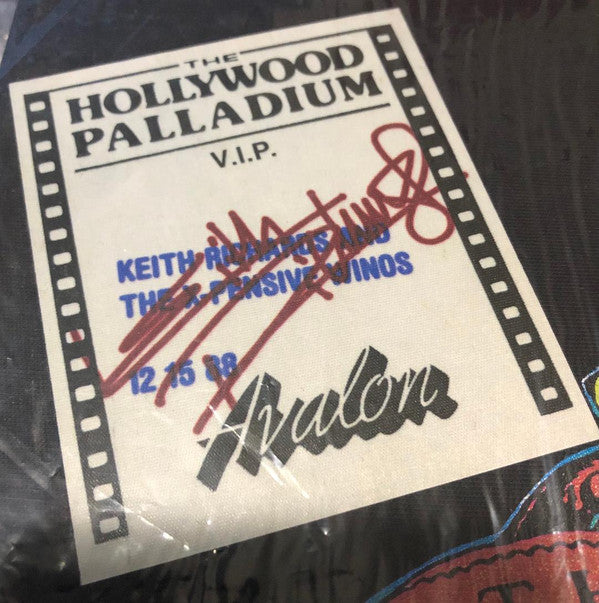 THE
HOLLYWOOD
PALLADIUM
V.I.P.
KEITH RICHARDS AND
THE X-PENSIVE WINOS
12 15 88
Avalon